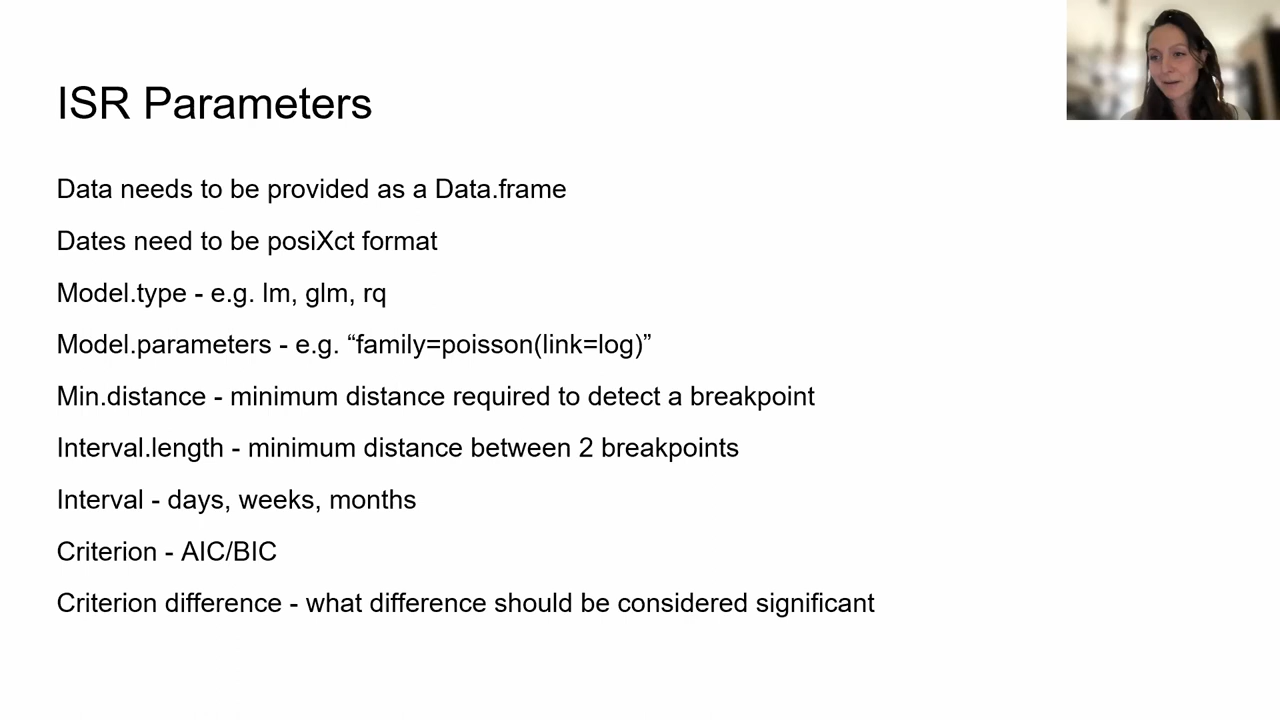 ISR Parameters
Data needs to be provided as a Data.frame
Dates need to be posiXct format
Model.type - e.g. lm, glm, rq
Model.parameters - e.g. “family=poisson(link=log)”
Min.distance - minimum distance required to detect a breakpoint
Interval.length - minimum distance between 2 breakpoints
Interval - days, weeks, months
Criterion - AIC/BIC
Criterion difference - what difference should be considered significant